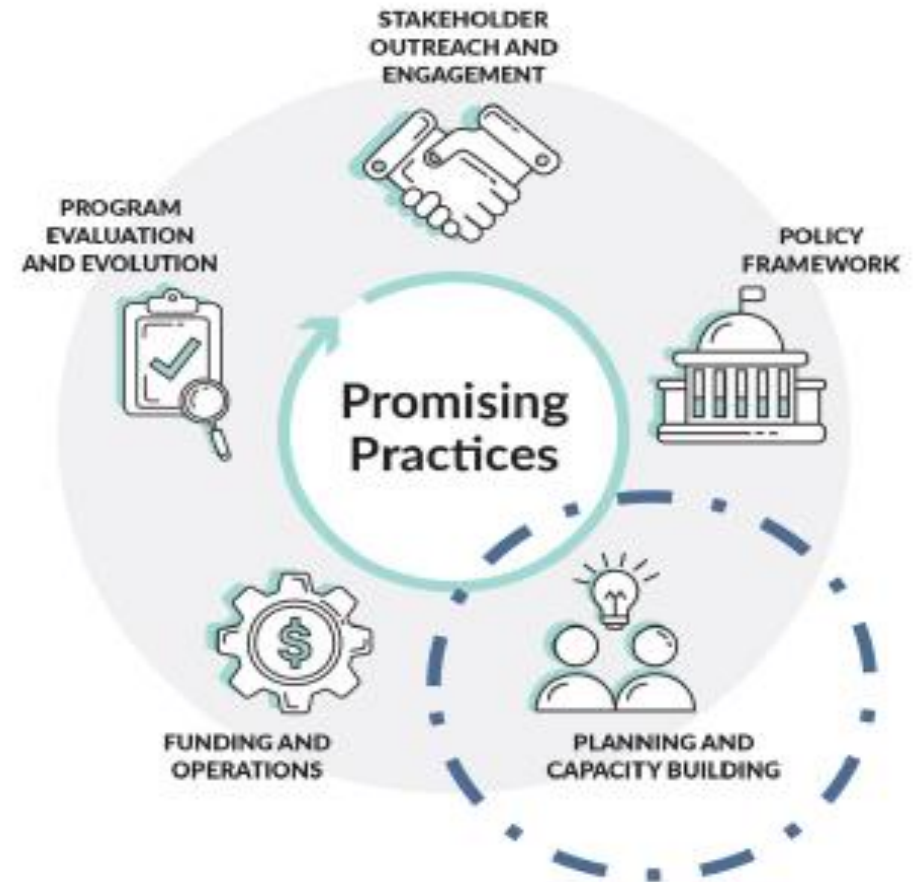 STAKEHOLDER
OUTREACH AND
ENGAGEMENT
PROGRAM
EVALUATION
AND EVOLUTION
POLICY
FRAMEWORK
Promising
Practices
$
FUNDING AND
OPERATIONS
PLANNING AND
CAPACITY BUILDING